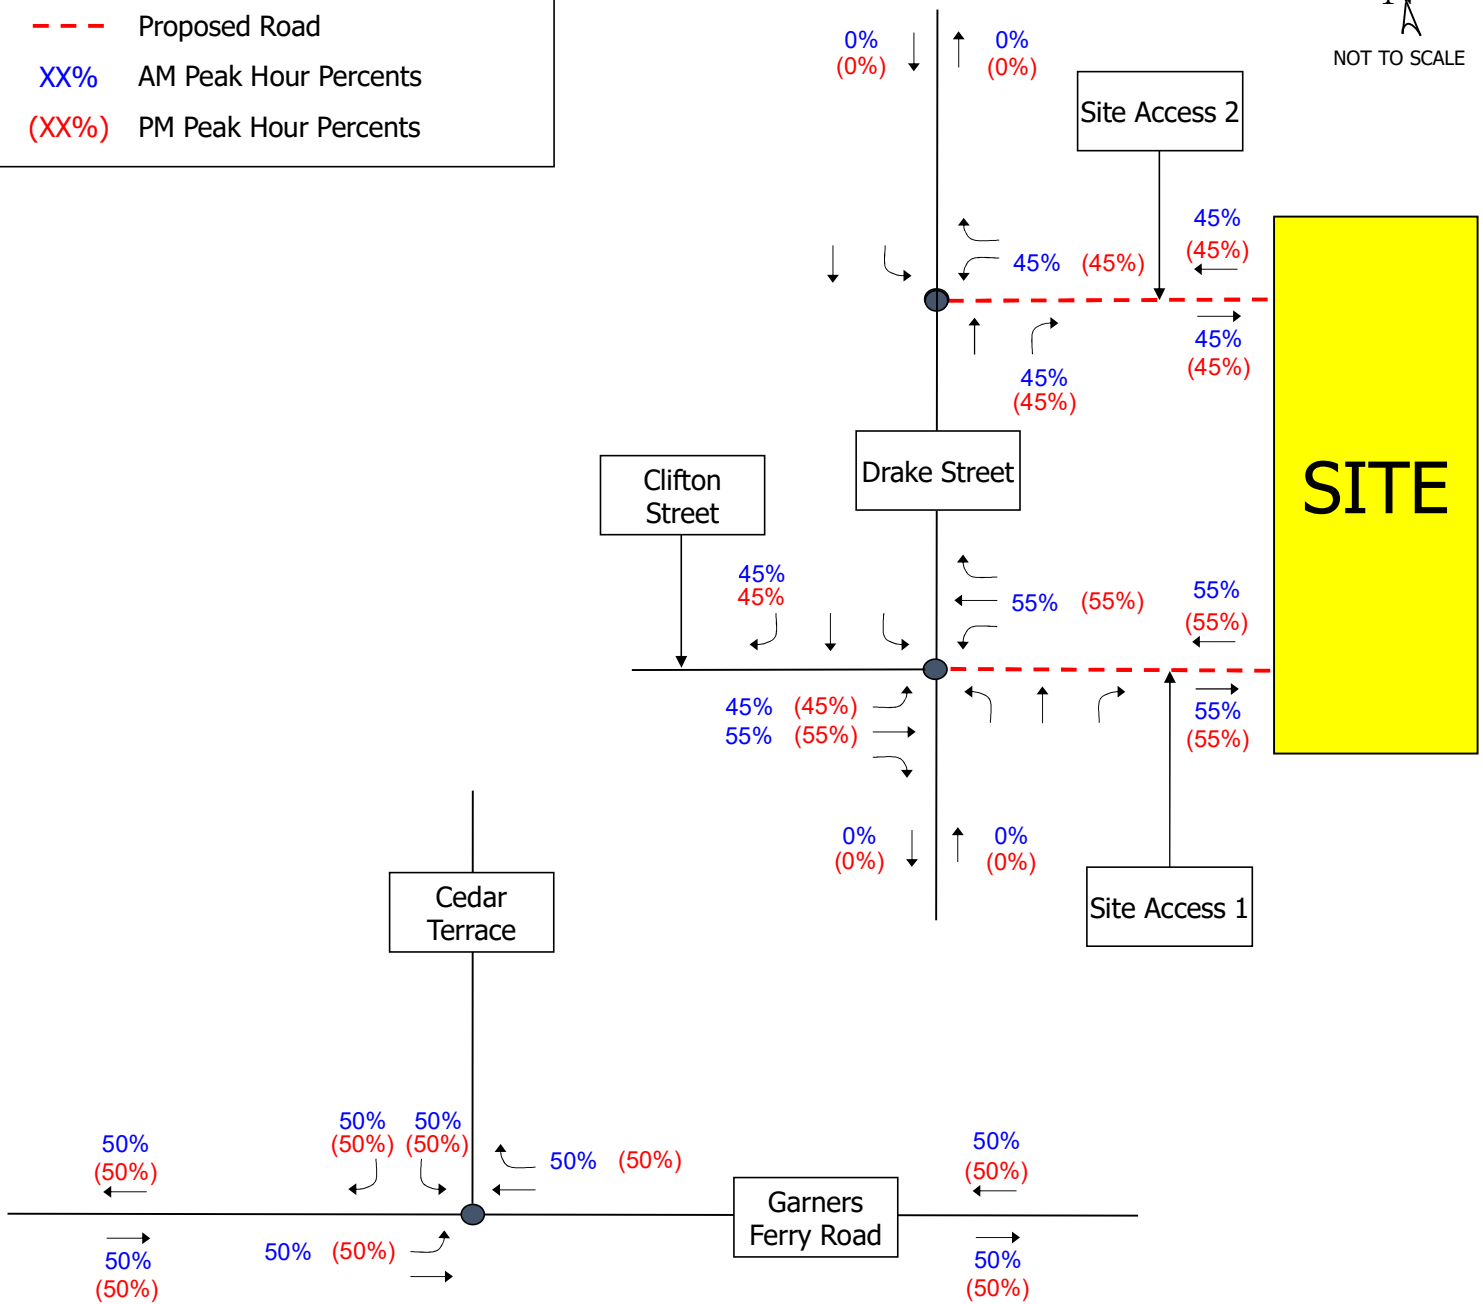 Proposed Road
XX% AM Peak Hour Percents
(XX%) PM Peak Hour Percents
NOT TO SCALE
0% 0%
(0%) (0%)
Site Access 2
45%
(45%)
45% (45%)
45%
(45%)
45%
(45%)
SITE
Drake Street
Clifton
Street
45%
45%
55% (55%)
55%
(55%)
45% (45%)
55% (55%)
55%
(55%)
0% 0%
(0%) (0%)
Site Access 1
Cedar
Terrace
50% 50%
(50%) (50%)
50%
(50%)
50% (50%)
50%
(50%)
Garners
Ferry Road
50% (50%)
50%
(50%)
50%
(50%)